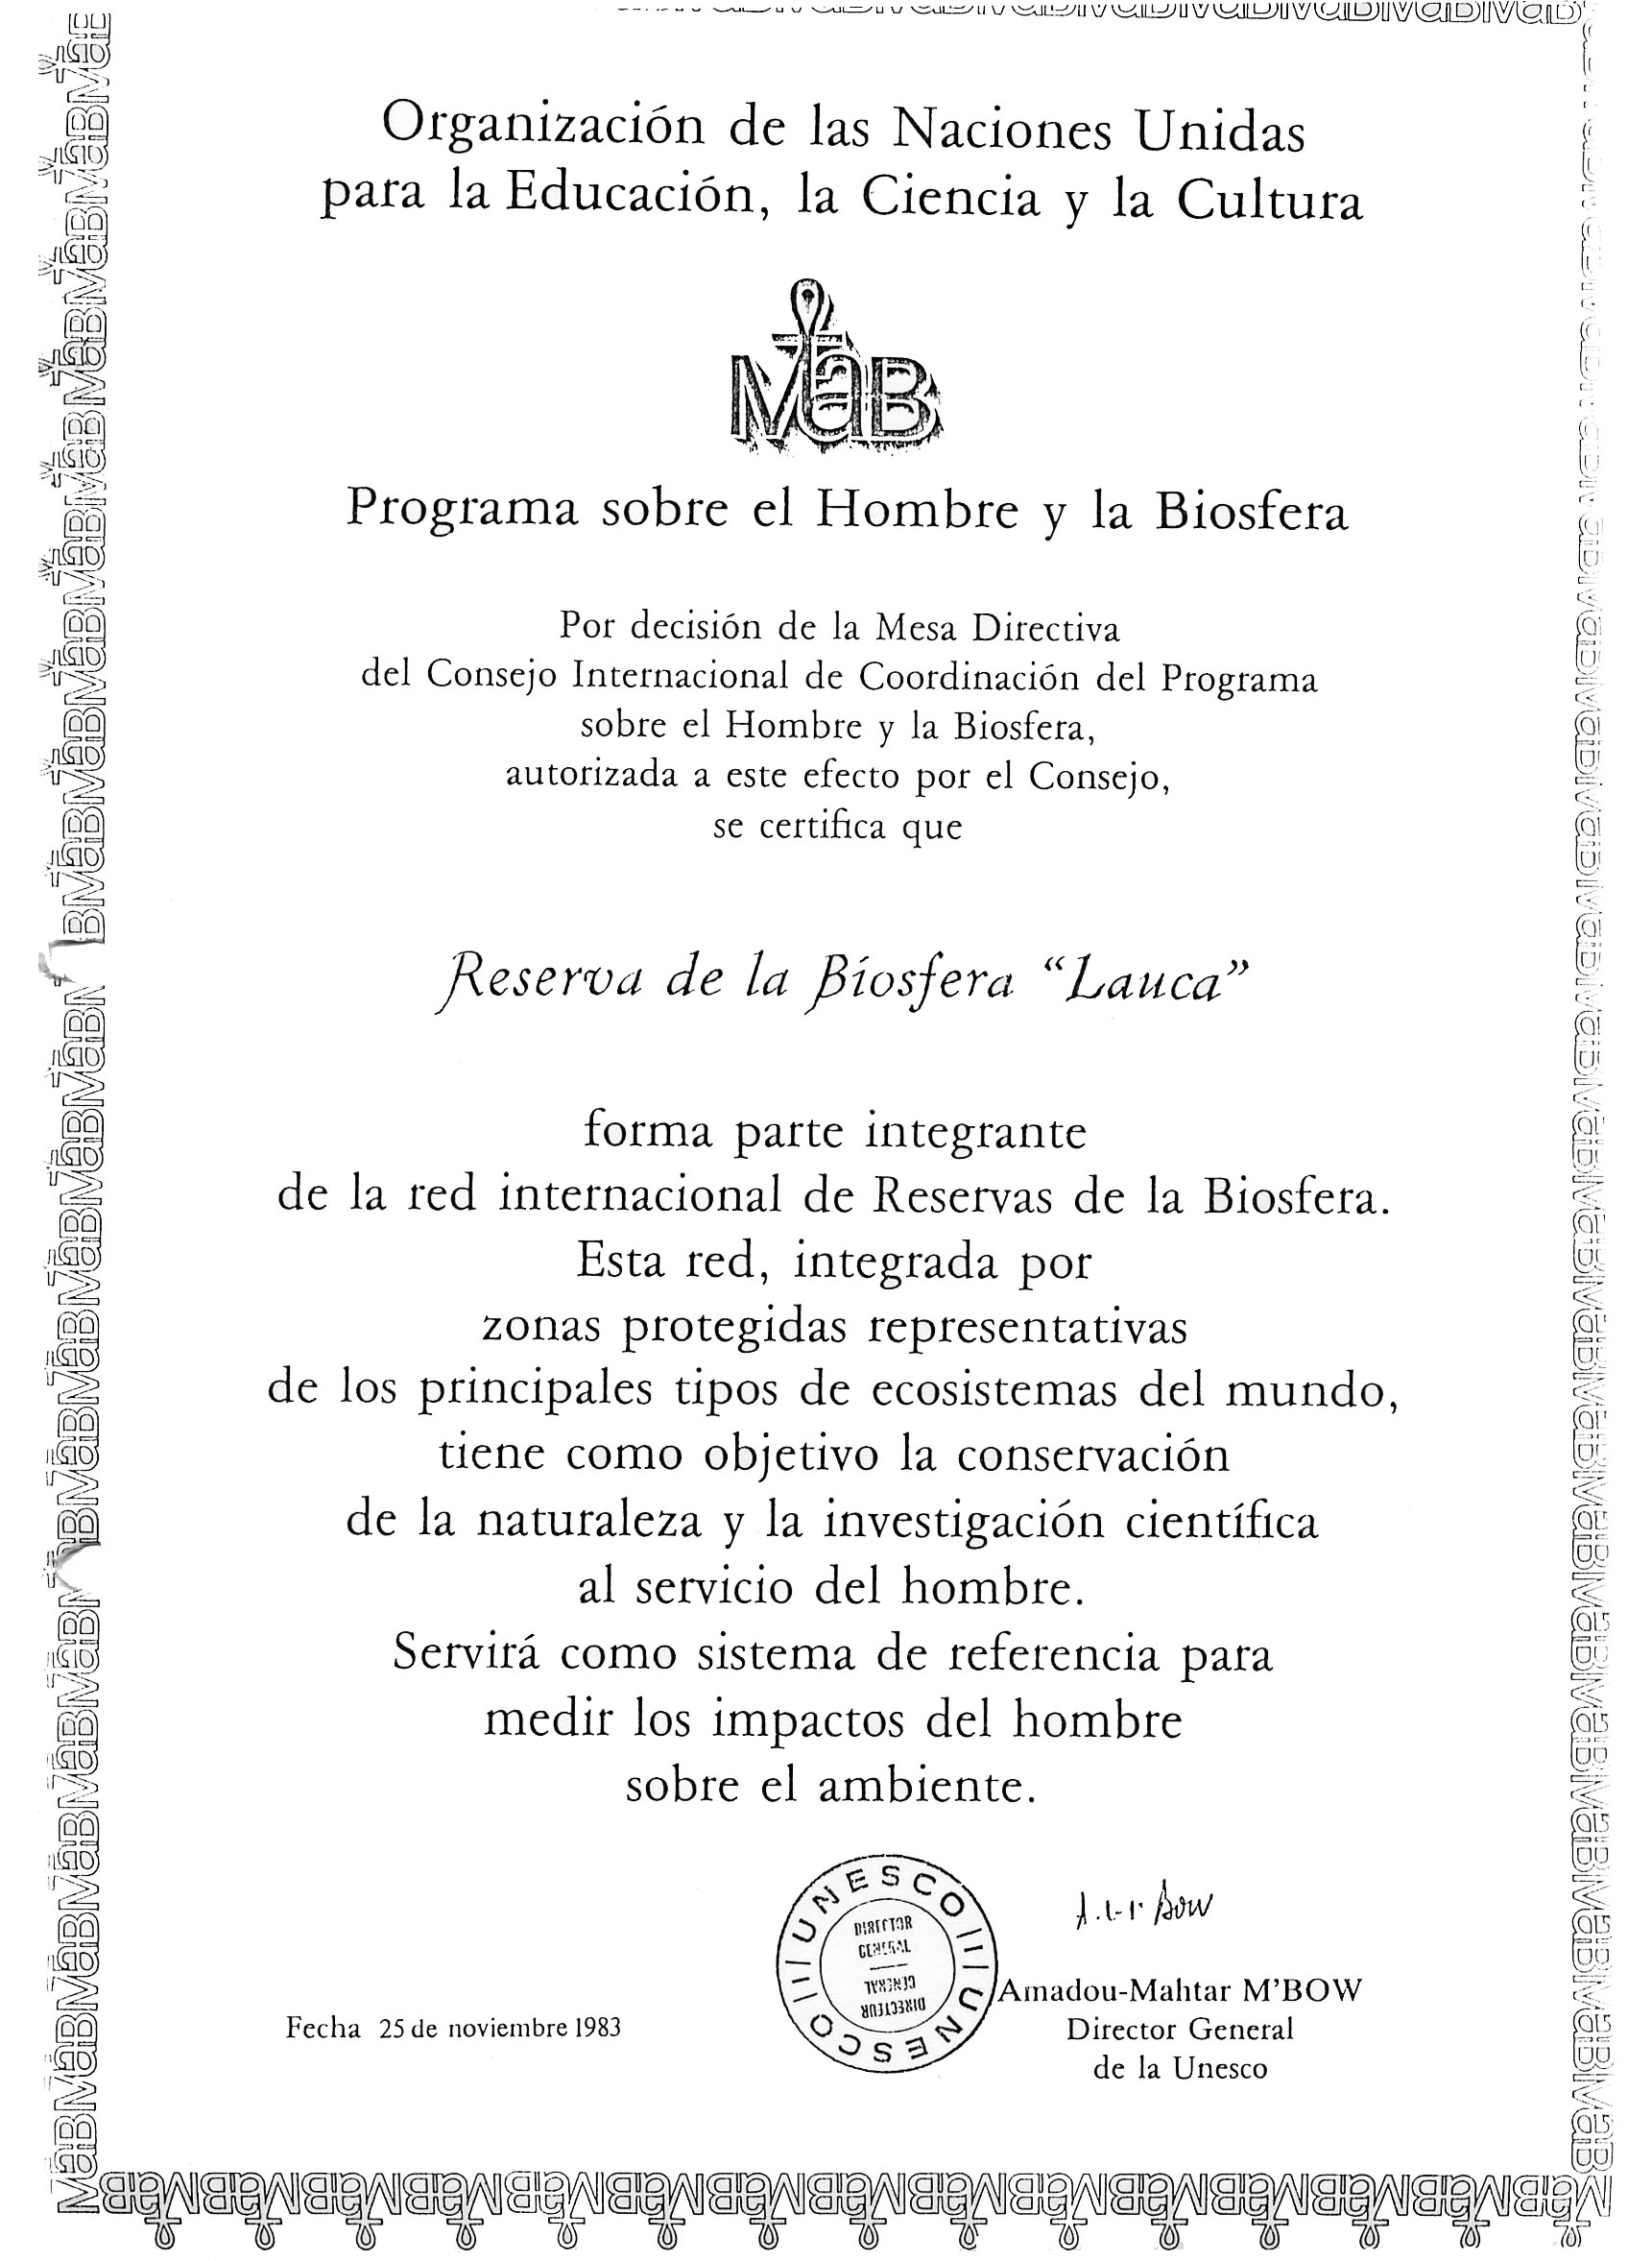 Organización de las Naciones Unidas
para la Educación, la Ciencia y la Cultura
MaB
Programa sobre el Hombre y la Biosfera
Por decisión de la Mesa Directiva
del Consejo Internacional de Coordinación del Programa
sobre el Hombre y la Biosfera,
autorizada a este efecto por el Consejo,
se certifica que
Reserva de la Biosfera “Lauca”
forma parte integrante
de la red internacional de Reservas de la Biosfera.
Esta red, integrada por
zonas protegidas representativas
de los principales tipos de ecosistemas del mundo,
tiene como objetivo la conservación
de la naturaleza y la investigación científica
al servicio del hombre.
Servirá como sistema de referencia para
medir los impactos del hombre
sobre el ambiente.
UNESCO
DIRECTOR
GENERAL
GENERAL
DIRECTEUR
UNESCO
Bow
Amadou-Mahtar M’BOW
Director General
de la Unesco
Fecha 25 de noviembre 1983